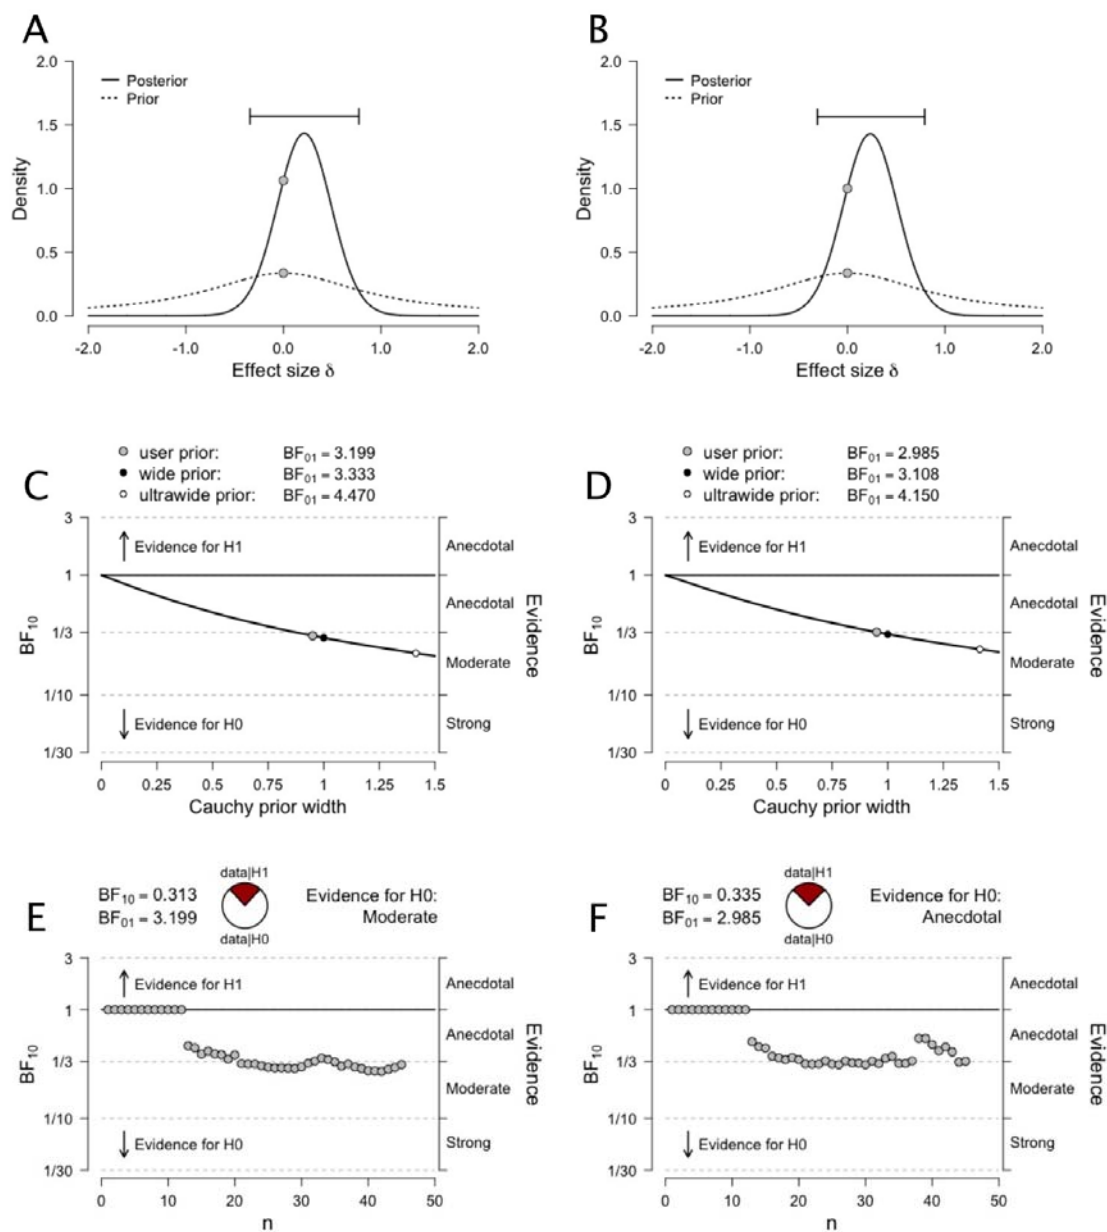 A
2.0
1.5
1.0
0.5
0.0
Density
Posterior
Prior
-2.0 -1.0 0.0 1.0 2.0
Effect size δ
B
2.0
1.5
1.0
0.5
0.0
Density
Posterior
Prior
-2.0 -1.0 0.0 1.0 2.0
Effect size δ
C
user prior: BF01 = 3.199
wide prior: BF01 = 3.333
ultrawide prior: BF01 = 4.470
3
1
1/3
1/10
1/30
BF10
Evidence for H1
Evidence for H0
Anecdotal
Anecdotal
Moderate
Strong
Evidence
0 0.25 0.5 0.75 1 1.25 1.5
Cauchy prior width
D
user prior: BF01 = 2.985
wide prior: BF01 = 3.108
ultrawide prior: BF01 = 4.150
3
1
1/3
1/10
1/30
BF10
Evidence for H1
Evidence for H0
Anecdotal
Anecdotal
Moderate
Strong
Evidence
0 0.25 0.5 0.75 1 1.25 1.5
Cauchy prior width
E
BF10 = 0.313
BF01 = 3.199
data|H1
data|H0
Evidence for H0:
Moderate
3
1
1/3
1/10
1/30
BF10
Evidence for H1
Evidence for H0
Anecdotal
Anecdotal
Moderate
Strong
Evidence
0 10 20 30 40 50
n
F
BF10 = 0.335
BF01 = 2.985
data|H1
data|H0
Evidence for H0:
Anecdotal
3
1
1/3
1/10
1/30
BF10
Evidence for H1
Evidence for H0
Anecdotal
Anecdotal
Moderate
Strong
Evidence
0 10 20 30 40 50
n